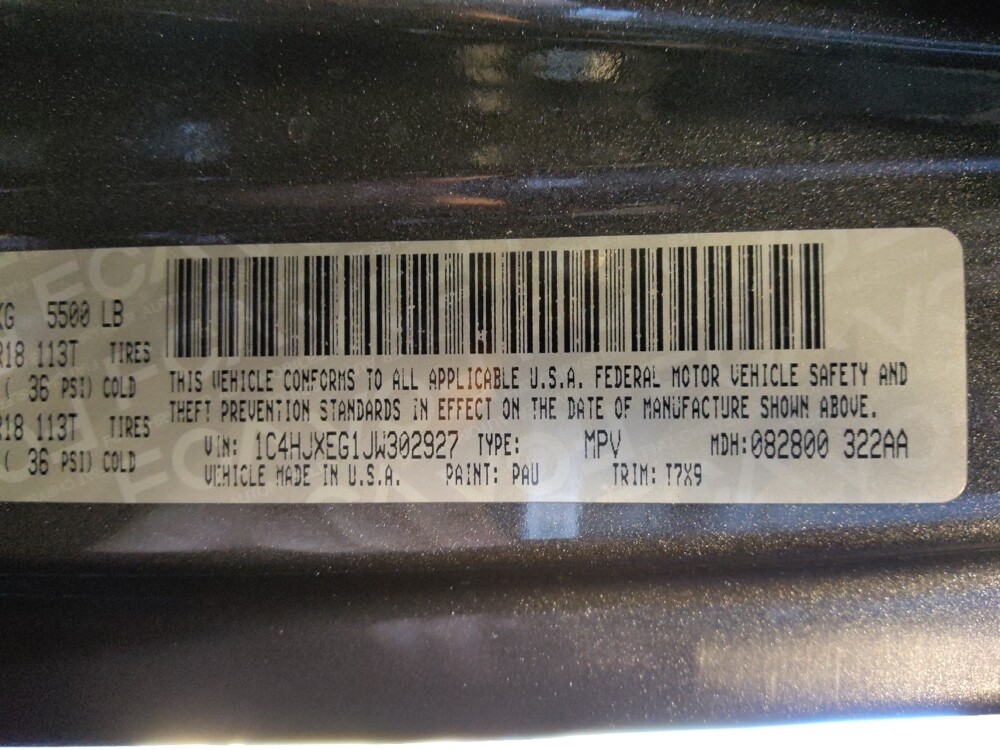 KG 5500 LB
R18 113T TIRES
( 36 PSI) COLD
R18 113T TIRES
( 36 PSI) COLD
THIS VEHICLE CONFORMS TO ALL APPLICABLE U.S.A. FEDERAL MOTOR VEHICLE SAFETY AND
THEFT PREVENTION STANDARDS IN EFFECT ON THE DATE OF MANUFACTURE SHOWN ABOVE.
VIN: 1C4HJXEG1JW302927 TYPE: MPV MDH:082800 322AA
VEHICLE MADE IN U.S.A. PAINT: PAU TRIM: T7X9